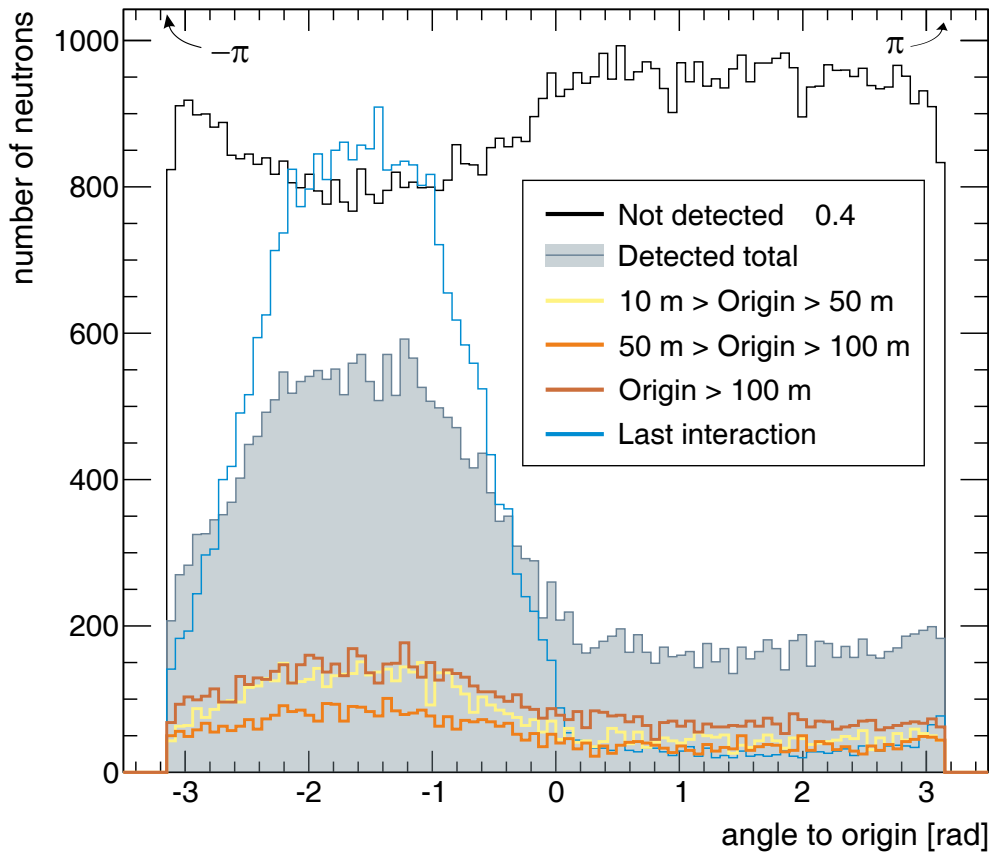 number of neutrons
1000
800
600
400
200
0
−π
π
Not detected 0.4
Detected total
10 m > Origin > 50 m
50 m > Origin > 100 m
Origin > 100 m
Last interaction
-3 -2 -1 0 1 2 3
angle to origin [rad]